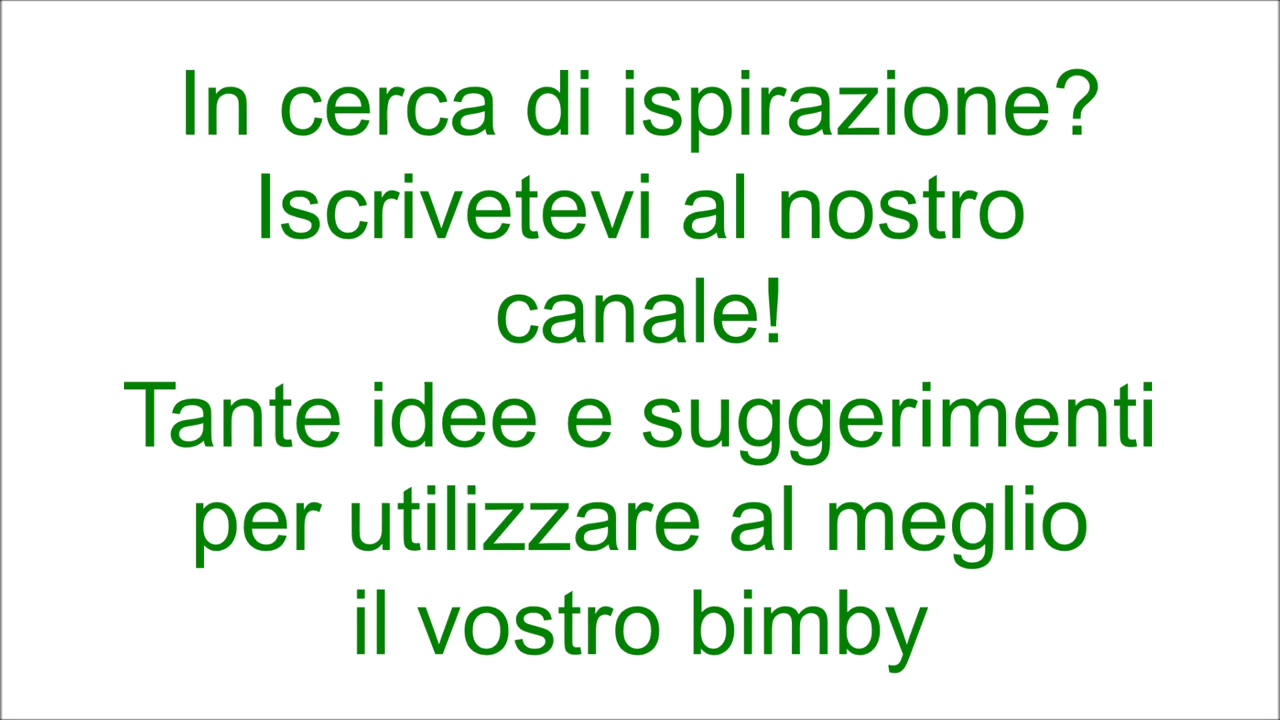 In cerca di ispirazione?
Iscrivetevi al nostro
canale!
Tante idee e suggerimenti
per utilizzare al meglio
il vostro bimby